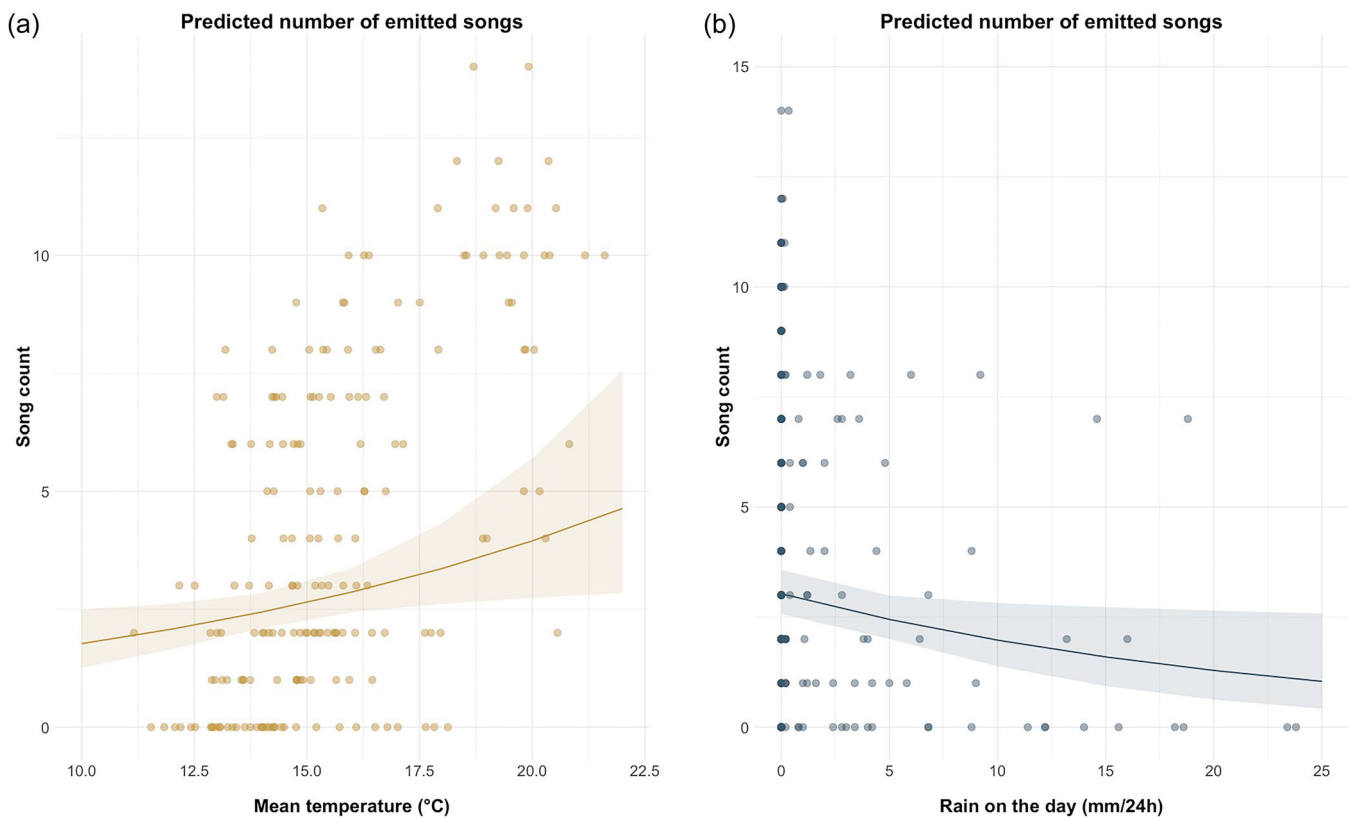 (a)
Predicted number of emitted songs
Song count
10
5
0
10.0 12.5 15.0 17.5 20.0 22.5
Mean temperature (°C)
(b)
Predicted number of emitted songs
Song count
15
10
5
0
0 5 10 15 20 25
Rain on the day (mm/24h)